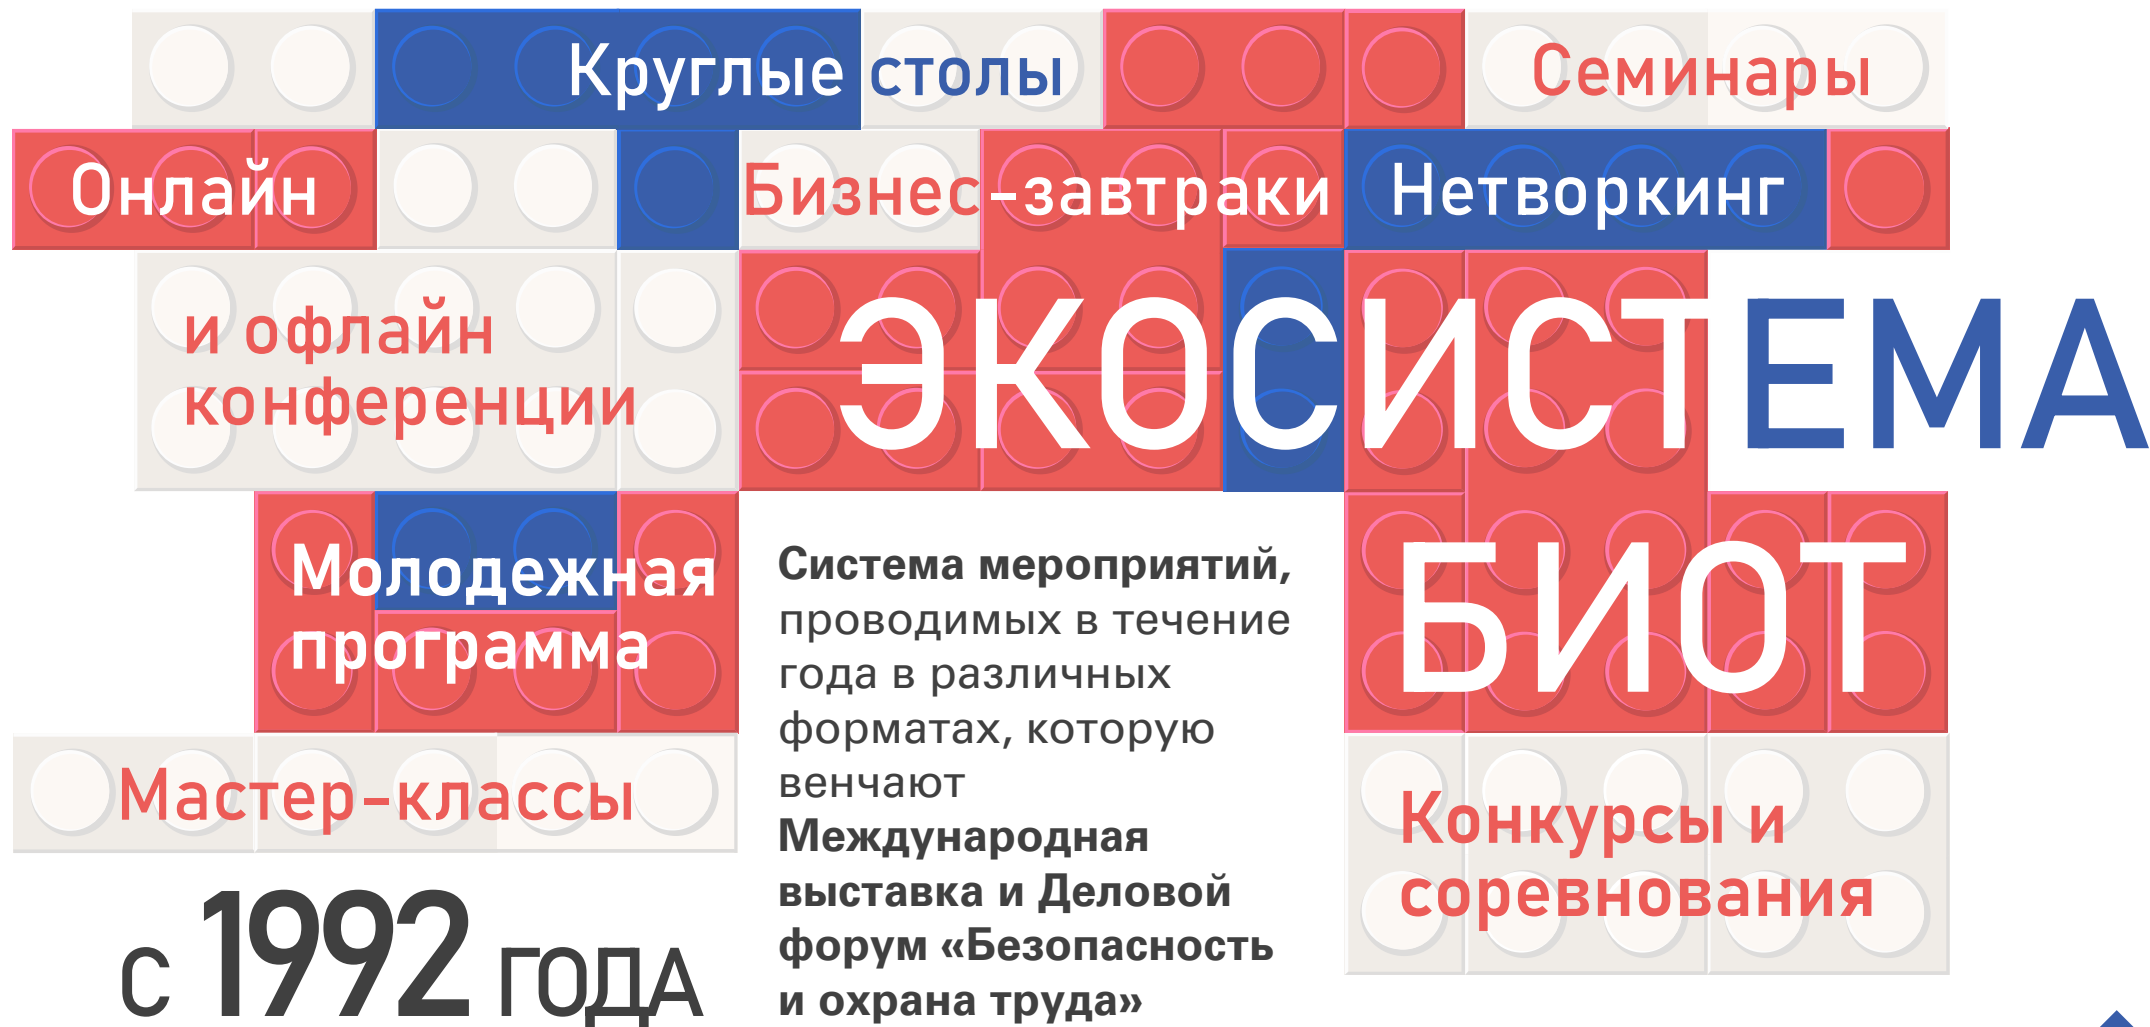 Круглые столы
Семинары
Онлайн
Бизнес-завтраки
Нетворкинг
и офлайн
конференции
ЭКОСИСТЕМА
БИОТ
Молодежная
программа
Система мероприятий,
проводимых в течение
года в различных
форматах, которую
венчают
Международная
выставка и Деловой
форум «Безопасность
и охрана труда»
Мастер-классы
Конкурсы и
соревнования
с 1992 ГОДА